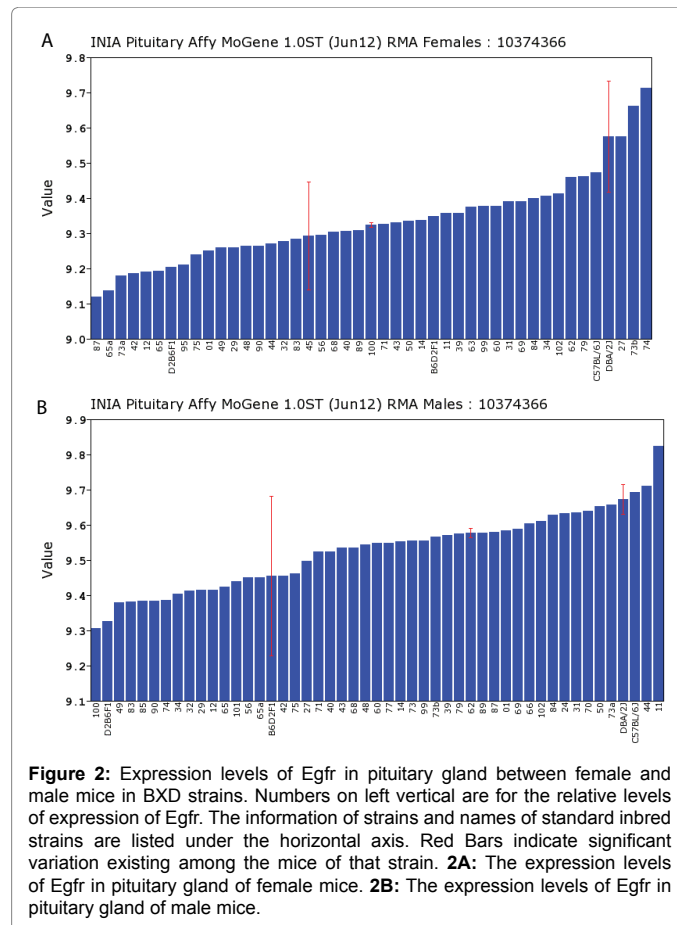 A
INIA Pituitary Affy MoGene 1.0ST (Jun12) RMA Females : 10374366
9.8
9.7
9.6
9.5
9.4
9.3
9.2
9.1
9.0
Value
87 65a 73a 42 12 65 D2B6F1 95 75 01 49 29 48 90 44 32 83 45 56 68 40 89 100 71 43 50 14 B6D2F1 11 39 63 99 60 31 69 84 34 102 62 79 C57BL/6J DBA/2J 27 73b 74
B
INIA Pituitary Affy MoGene 1.0ST (Jun12) RMA Males : 10374366
9.9
9.8
9.7
9.6
9.5
9.4
9.3
9.2
9.1
Value
100 D2B6F1 49 83 85 90 74 34 32 29 12 65 101 56 65a B6D2F1 42 75 27 71 40 43 68 48 60 77 14 73 99 73b 39 79 62 89 87 01 69 66 102 84 24 31 70 50 73a DBA/2J C57BL/6J 44 11
Figure 2: Expression levels of Egfr in pituitary gland between female and
male mice in BXD strains. Numbers on left vertical are for the relative levels
of expression of Egfr. The information of strains and names of standard inbred
strains are listed under the horizontal axis. Red Bars indicate significant
variation existing among the mice of that strain. 2A: The expression levels
of Egfr in pituitary gland of female mice. 2B: The expression levels of Egfr in
pituitary gland of male mice.